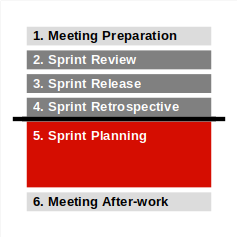 1. Meeting Preparation
2. Sprint Review
3. Sprint Release
4. Sprint Retrospective
5. Sprint Planning
6. Meeting After-work